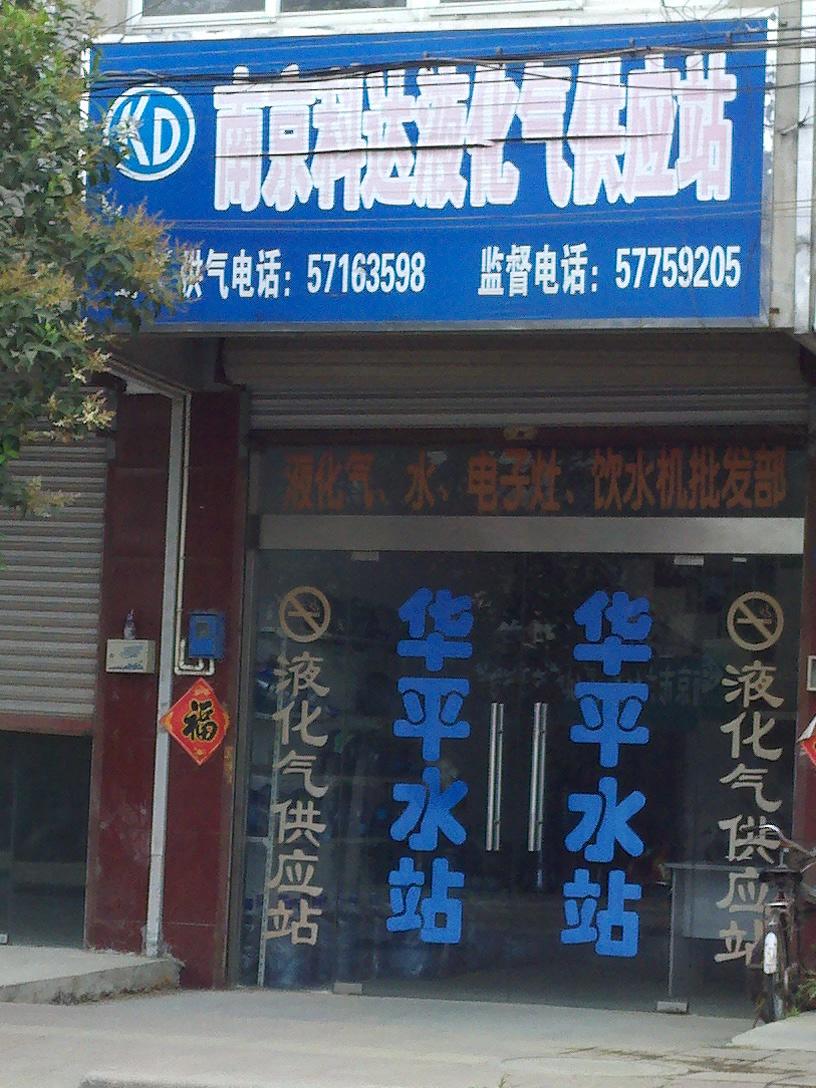 KD
南京科达液化气供应站
供气电话：57163598 监督电话：57759205
液化气、水、电子灶、饮水机批发部
液化气供应站
华平水站
华平水站
液化气供应站
福